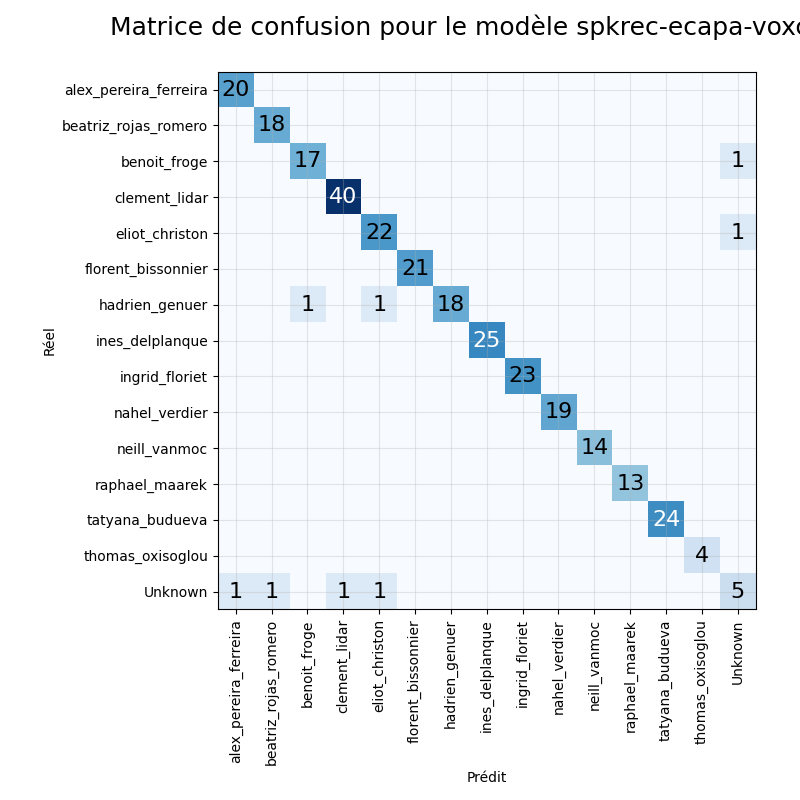 Matrice de confusion pour le modèle spkrec-ecapa-voxc
alex_pereira_ferreira 20
beatriz_rojas_romero 18
benoit_froge 17 1
clement_lidar 40
eliot_christon 22 1
florent_bissonnier 21
hadrien_genuer 1 1 18
ines_delplanque 25
ingrid_floriet 23
nahel_verdier 19
neill_vanmoc 14
raphael_maarek 13
tatyana_budueva 24
thomas_oxisoglou 4
Unknown 1 1 1 1 5
Réel
alex_pereira_ferreira
beatriz_rojas_romero
benoit_froge
clement_lidar
eliot_christon
florent_bissonnier
hadrien_genuer
ines_delplanque
ingrid_floriet
nahel_verdier
neill_vanmoc
raphael_maarek
tatyana_budueva
thomas_oxisoglou
Unknown
Prédit